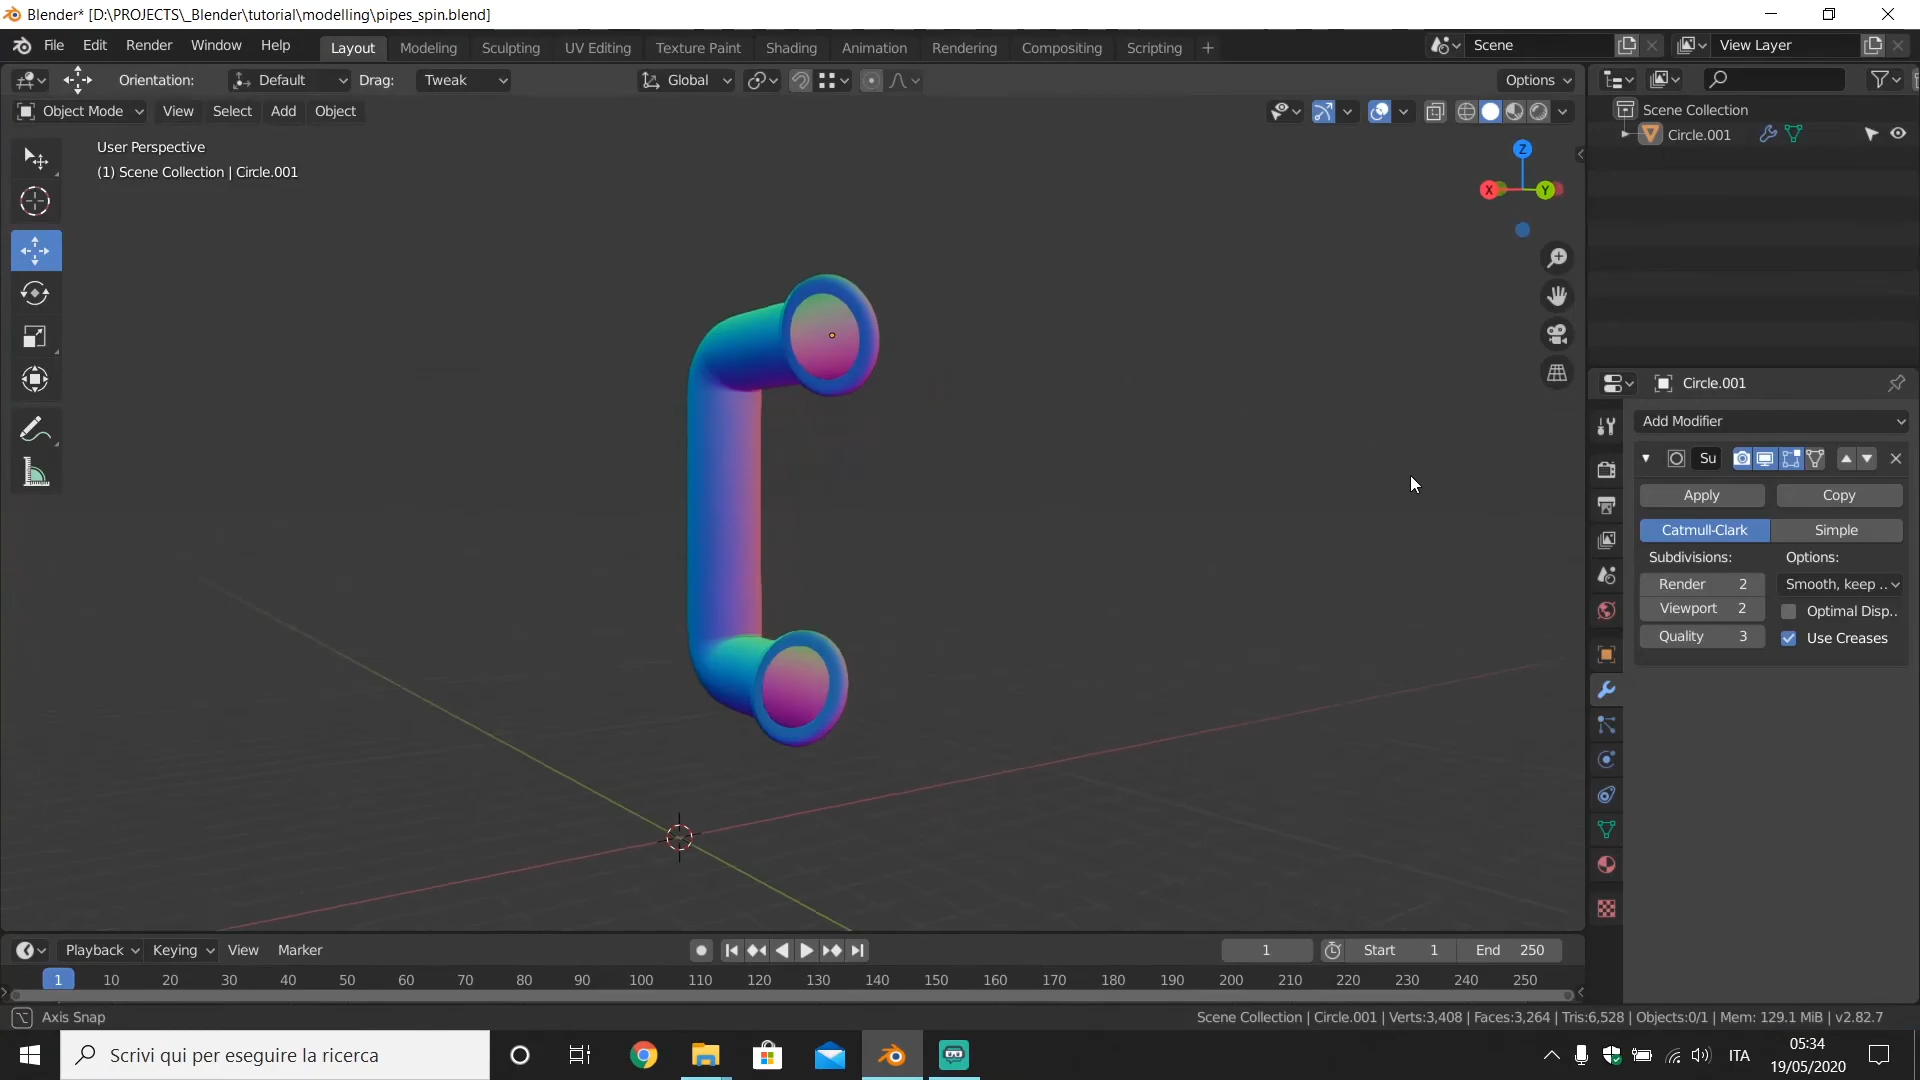 Blender* [D:\PROJECTS\_Blender\tutorial\modelling\pipes_spin.blend]
File Edit Render Window Help Layout Modeling Sculpting UV Editing Texture Paint Shading Animation Rendering Compositing Scripting + Scene View Layer
Orientation: Default Drag: Tweak Global Options
Object Mode View Select Add Object
User Perspective
(1) Scene Collection | Circle.001
Z
X
Y
Scene Collection
Circle.001
Circle.001
Add Modifier
Su
Apply Copy
Catmull-Clark Simple
Subdivisions: Options:
Render 2 Smooth, keep ..
Viewport 2 Optimal Disp..
Quality 3 Use Creases
Playback Keying View Marker 1 Start 1 End 250
1 10 20 30 40 50 60 70 80 90 100 110 120 130 140 150 160 170 180 190 200 210 220 230 240 250
Axis Snap Scene Collection | Circle.001 | Verts:3,408 | Faces:3,264 | Tris:6,528 | Objects:0/1 | Mem: 129.1 MiB | v2.82.7
Scrivi qui per eseguire la ricerca ITA
05:34
19/05/2020